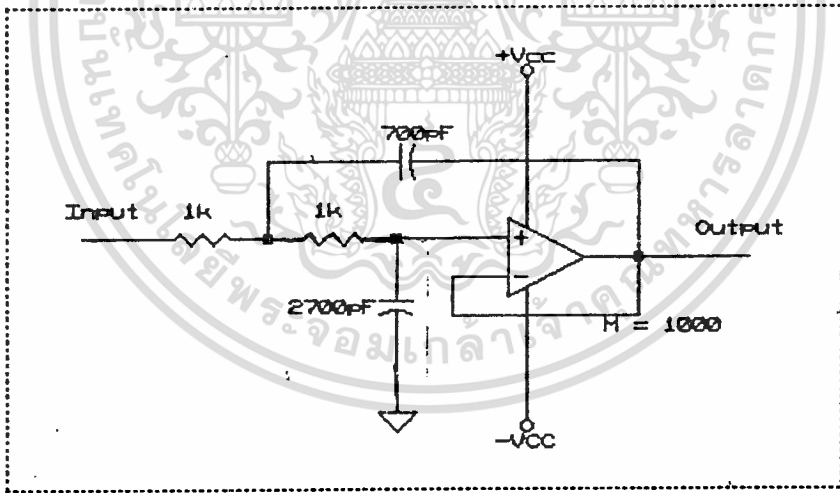 +Vcc
700pF
Input
1k
1k
Output
+
-
2700pF
M = 1000
-VCC